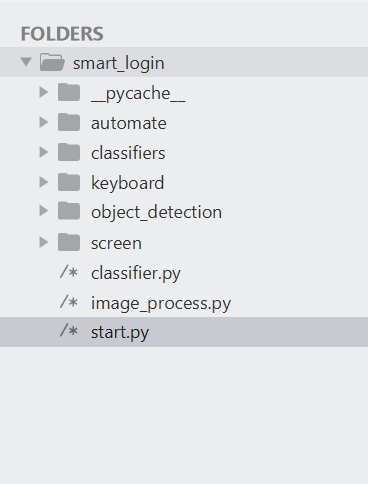 FOLDERS
smart_login
__pycache__
automate
classifiers
keyboard
object_detection
screen
/* classifier.py
/* image_process.py
/* start.py